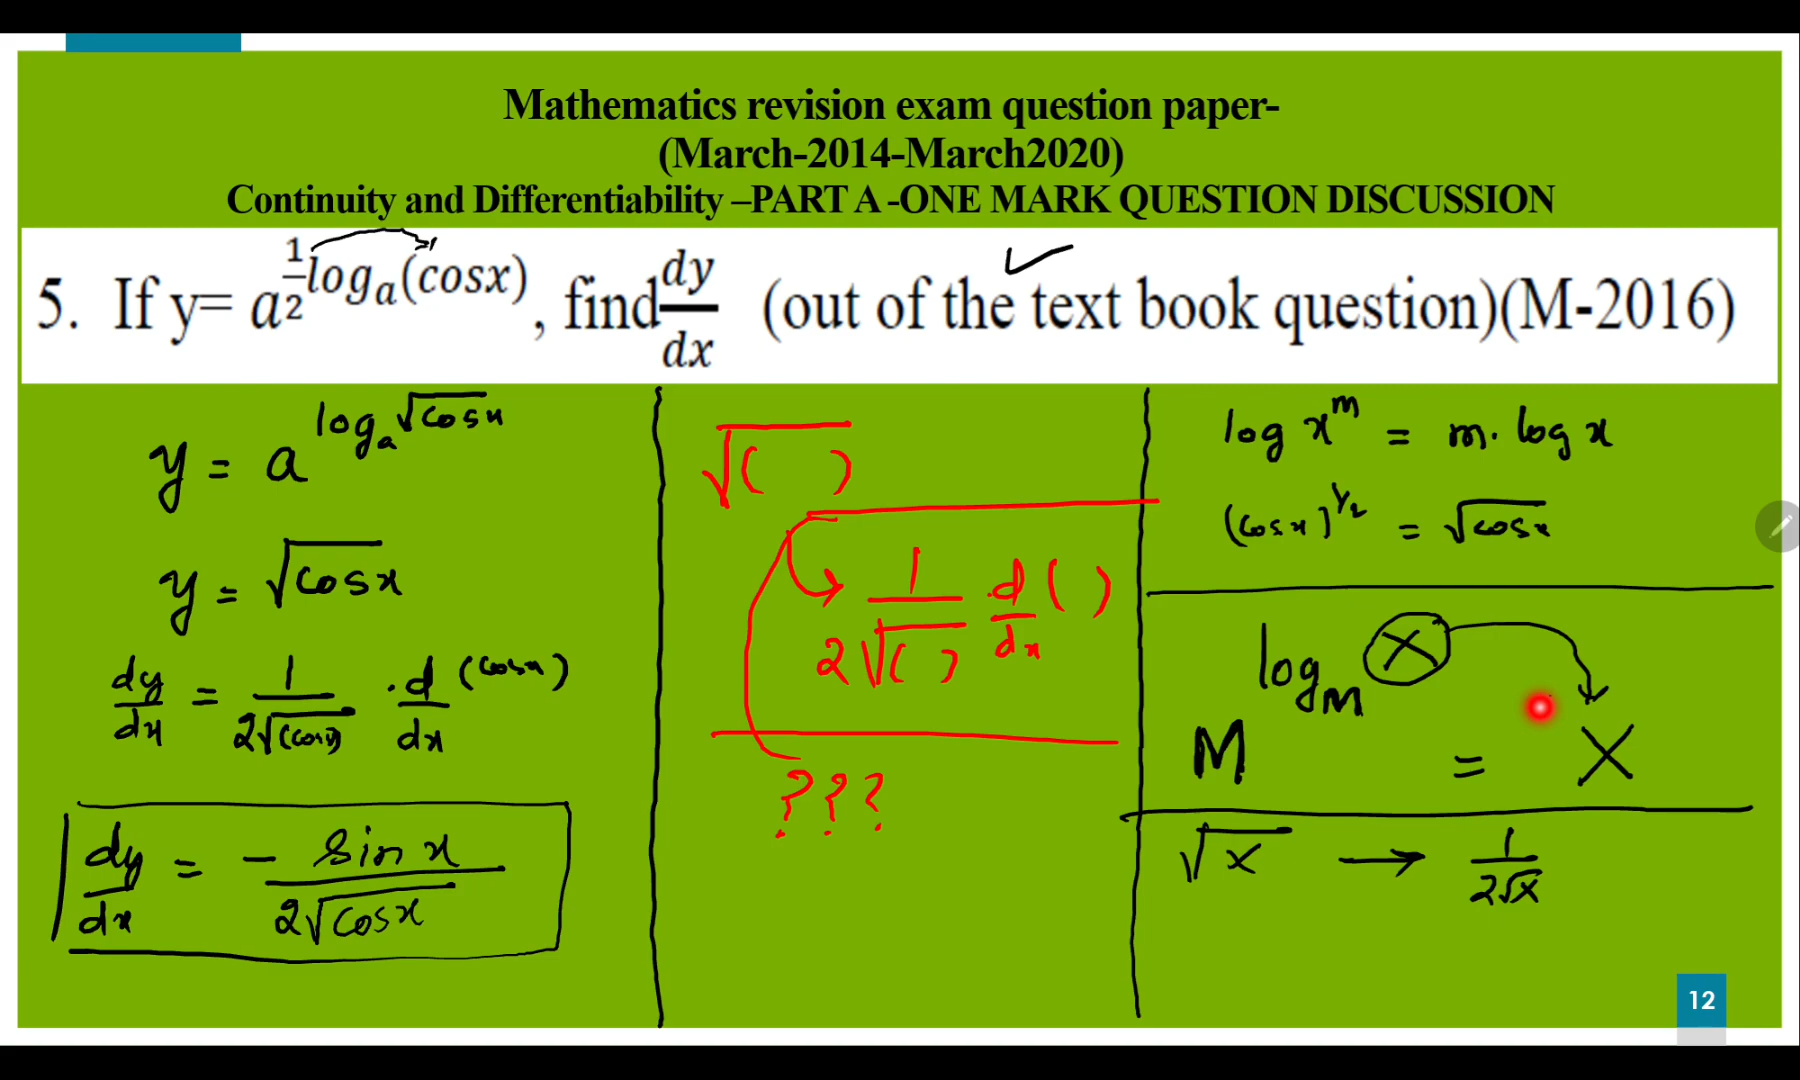 Mathematics revision exam question paper-
(March-2014-March2020)
Continuity and Differentiability –PART A -ONE MARK QUESTION DISCUSSION
5. If y= a^{\frac{1}{2}log_a(cosx)}, find \frac{dy}{dx} (out of the text book question)(M-2016)
y = a^{log_a √cosx}
y = √cosx
dy/dx = 1/(2√(cosx)) . d/dx (cosx)
dy/dx = - sin x / (2√cosx)
√( )
1/(2√( )) . d/dx ( )
???
log x^m = m. log x
(cosx)^{1/2} = √cosx
M^{log_M X} = X
√x → 1/(2√x)
12